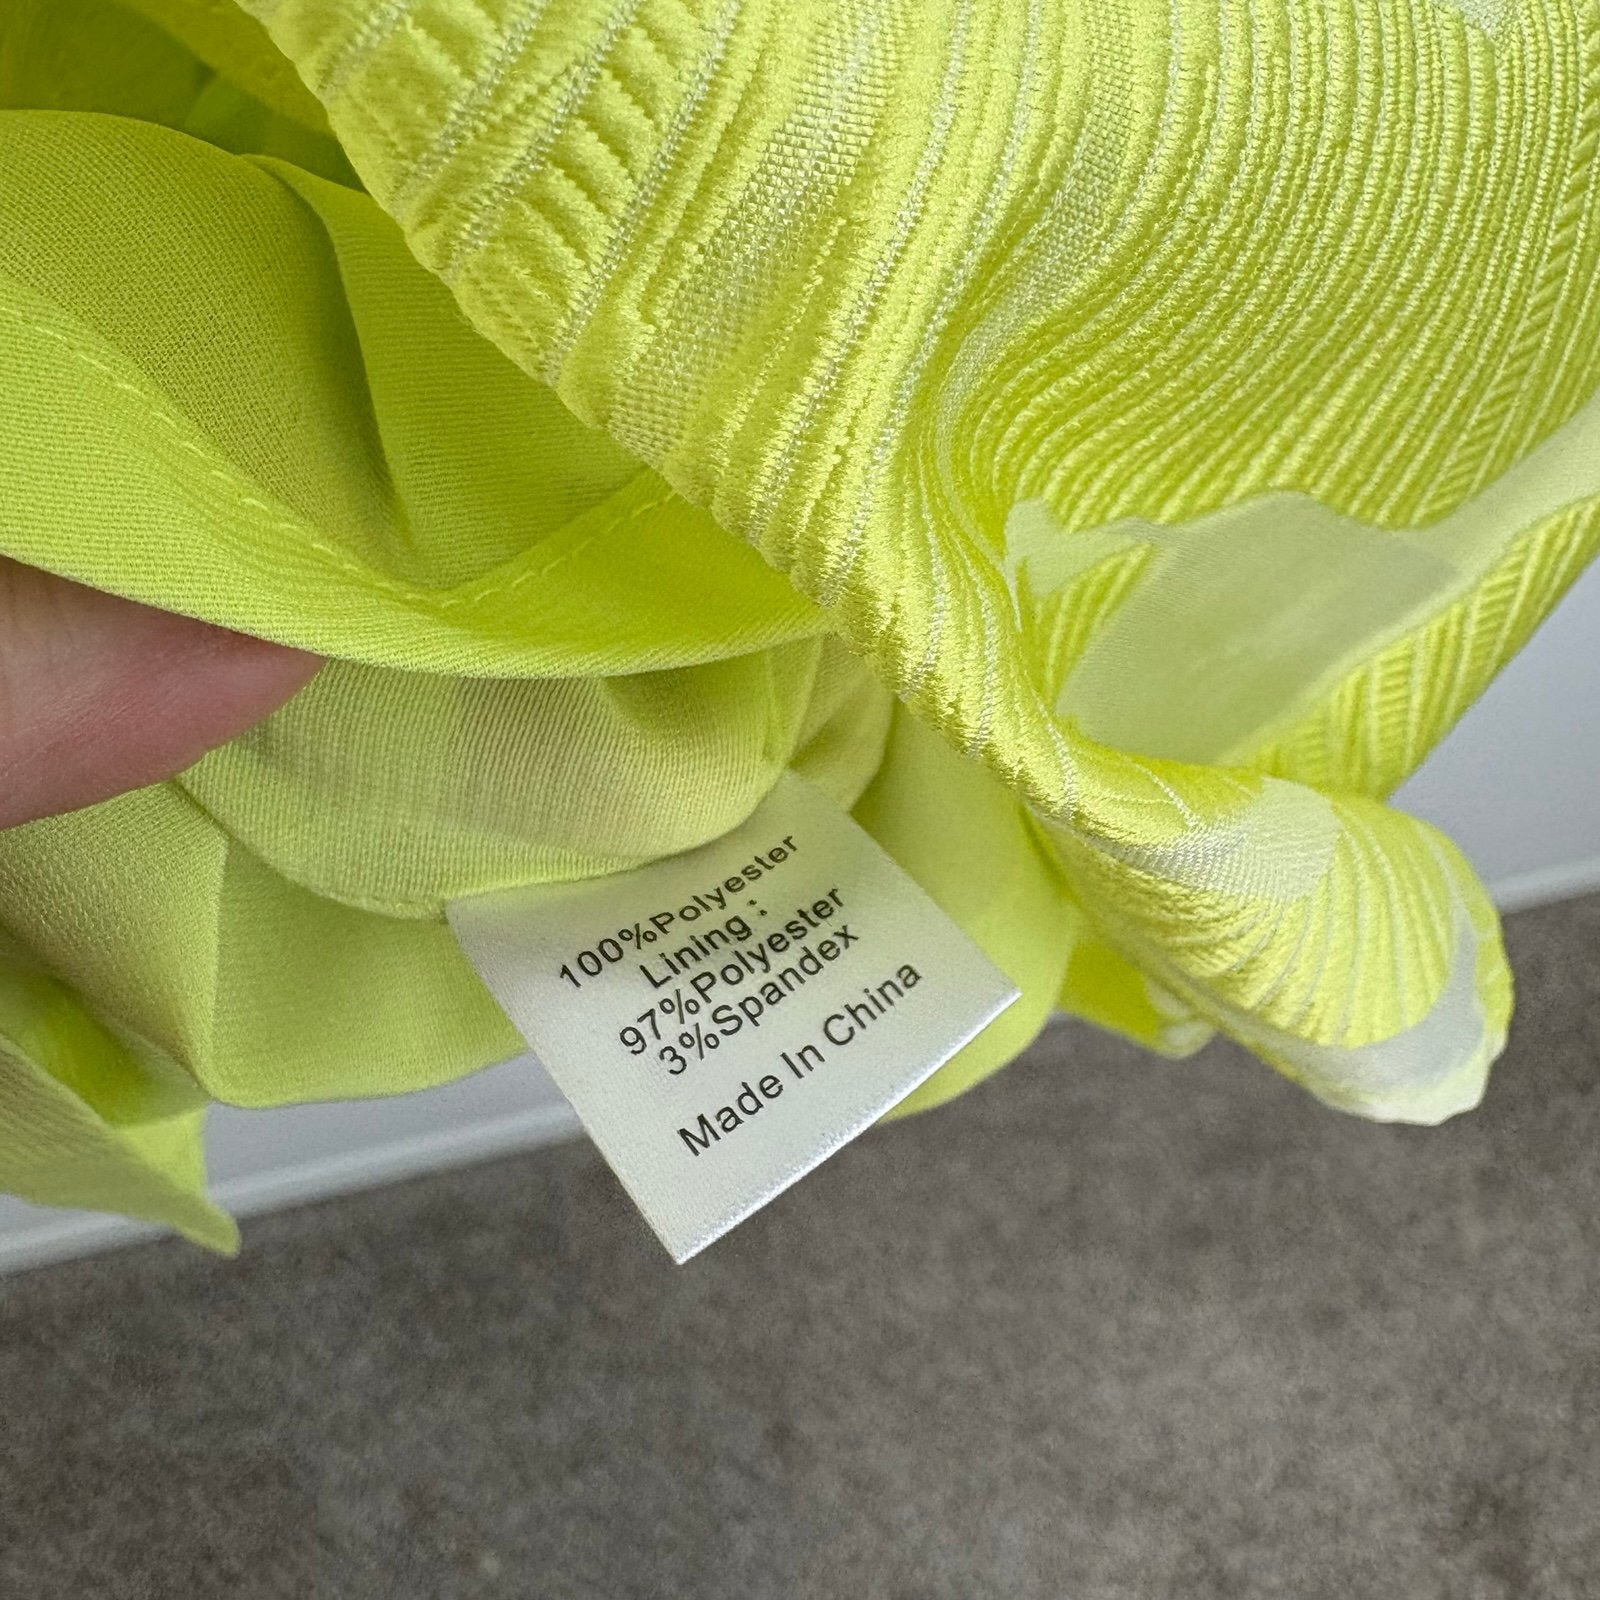 100%Polyester
Lining :
97%Polyester
3%Spandex
Made In China